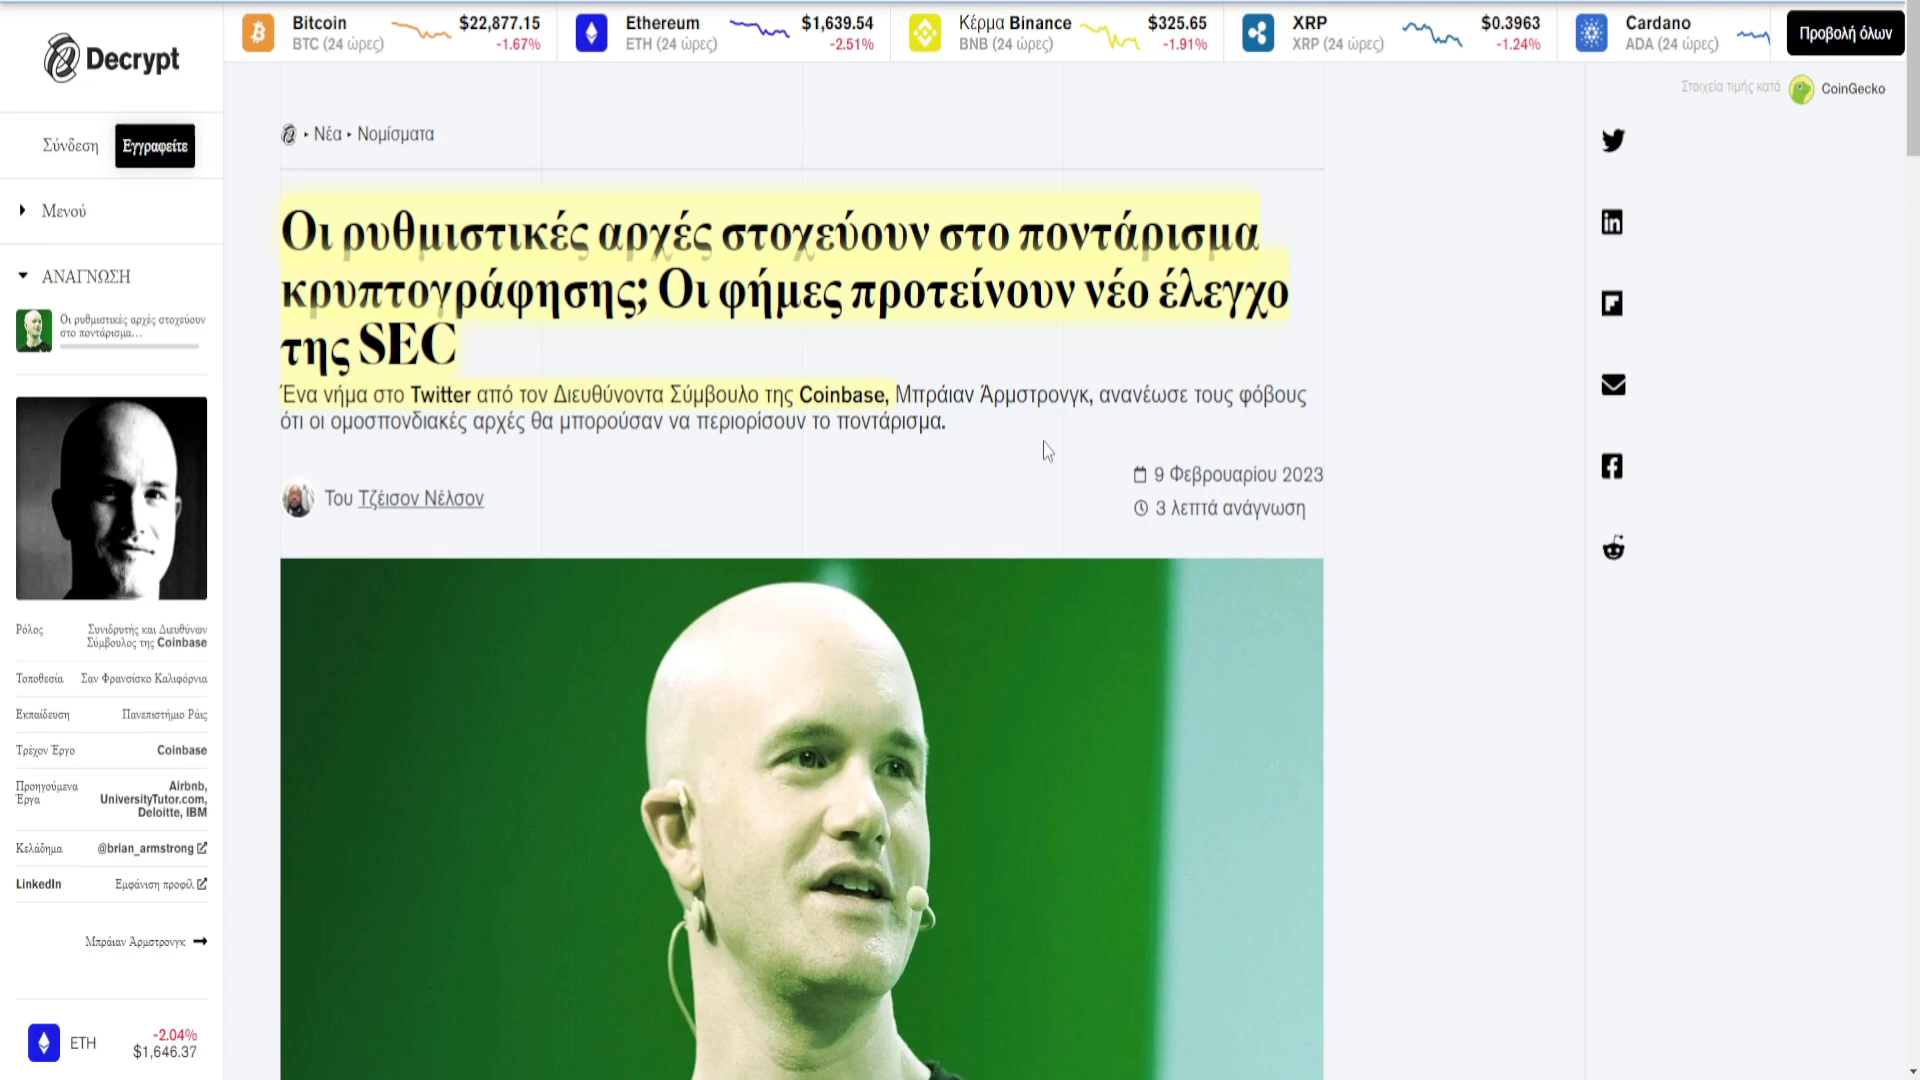 Decrypt
Bitcoin
BTC (24 ώρες)
$22,877.15
-1.67%
Ethereum
ETH (24 ώρες)
$1,639.54
-2.51%
Κέρμα Binance
BNB (24 ώρες)
$325.65
-1.91%
XRP
XRP (24 ώρες)
$0.3963
-1.24%
Cardano
ADA (24 ώρες)
Προβολή όλων
Στοιχεία τιμής κατά CoinGecko
Σύνδεση
Εγγραφείτε
Μενού
ΑΝΑΓΝΩΣΗ
Οι ρυθμιστικές αρχές στοχεύουν
στο ποντάρισμα...
Ρόλος
Συνιδρυτής και Διευθύνων
Σύμβουλος της Coinbase
Τοποθεσία
Σαν Φρανσίσκο Καλιφόρνια
Εκπαίδευση
Πανεπιστήμιο Ράις
Τρέχον Έργο
Coinbase
Προηγούμενα
Έργα
Airbnb,
UniversityTutor.com,
Deloitte, IBM
Κελάδημα
@brian_armstrong
LinkedIn
Εμφάνιση προφίλ
Μπράιαν Άρμστρονγκ
ETH
-2.04%
$1,646.37
Νέα
Νομίσματα
Οι ρυθμιστικές αρχές στοχεύουν στο ποντάρισμα
κρυπτογράφησης; Οι φήμες προτείνουν νέο έλεγχο
της SEC
Ένα νήμα στο Twitter από τον Διευθύνοντα Σύμβουλο της Coinbase, Μπράιαν Άρμστρονγκ, ανανέωσε τους φόβους
ότι οι ομοσπονδιακές αρχές θα μπορούσαν να περιορίσουν το ποντάρισμα.
Του Τζέισον Νέλσον
9 Φεβρουαρίου 2023
3 λεπτά ανάγνωση